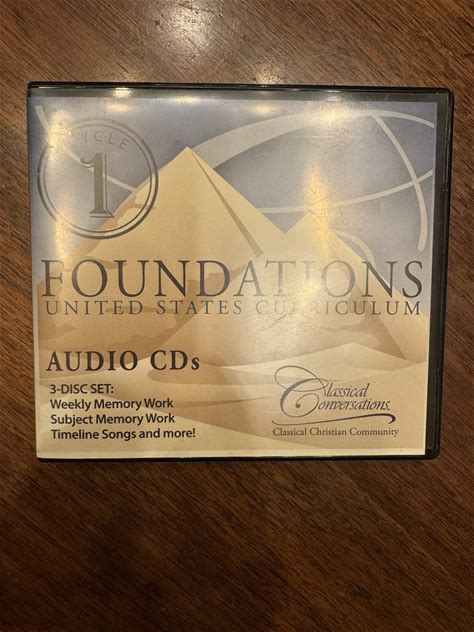 CYCLE
1
FOUNDATIONS
UNITED STATES CURRICULUM
AUDIO CDs
3-DISC SET:
Weekly Memory Work
Subject Memory Work
Timeline Songs and more!
Classical
Conversations
Classical Christian Community